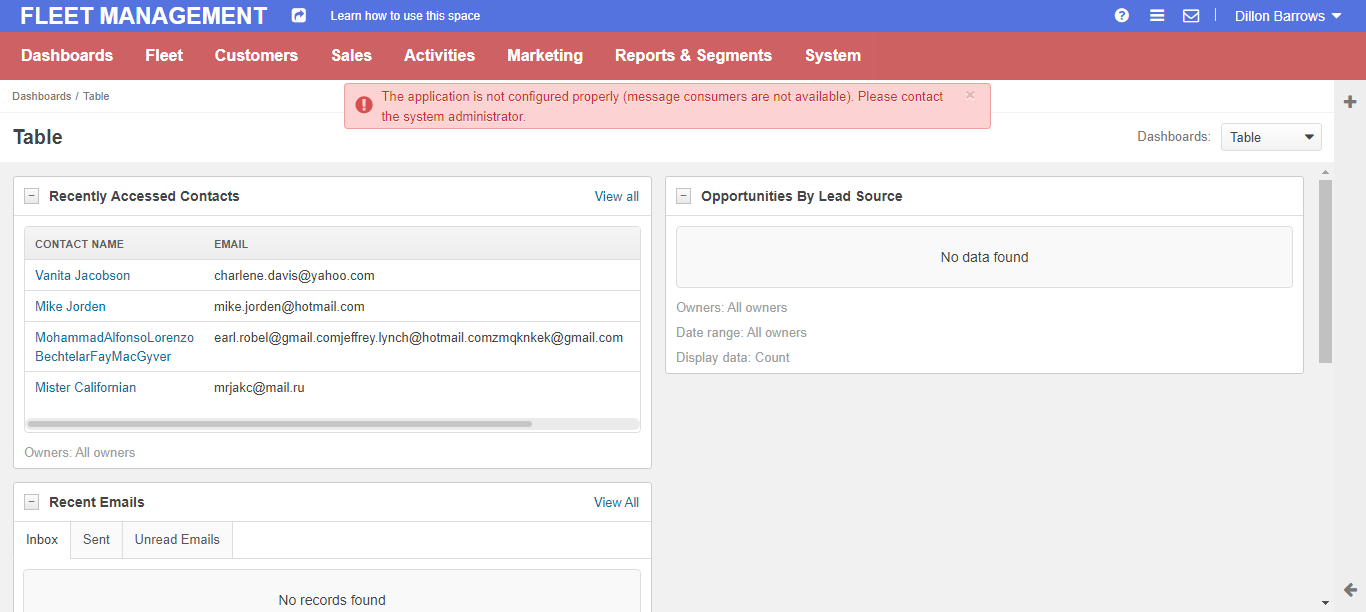 FLEET MANAGEMENT
Learn how to use this space
Dillon Barrows
Dashboards Fleet Customers Sales Activities Marketing Reports & Segments System
Dashboards / Table
The application is not configured properly (message consumers are not available). Please contact
the system administrator.
×
Table
Dashboards: Table
Recently Accessed Contacts
View all
CONTACT NAME EMAIL
Vanita Jacobson charlene.davis@yahoo.com
Mike Jorden mike.jorden@hotmail.com
MohammadAlfonsoLorenzo earl.robel@gmail.comjeffrey.lynch@hotmail.comzmqknkek@gmail.com
BechtelarFayMacGyver
Mister Californian mrjakc@mail.ru
Owners: All owners
Opportunities By Lead Source
No data found
Owners: All owners
Date range: All owners
Display data: Count
Recent Emails
View All
Inbox Sent Unread Emails
No records found